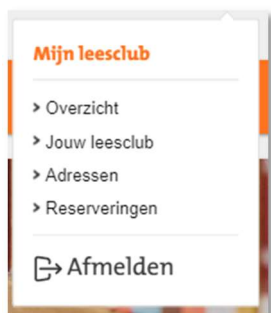 Mijn leesclub
Overzicht
Jouw leesclub
Adressen
Reserveringen
Afmelden